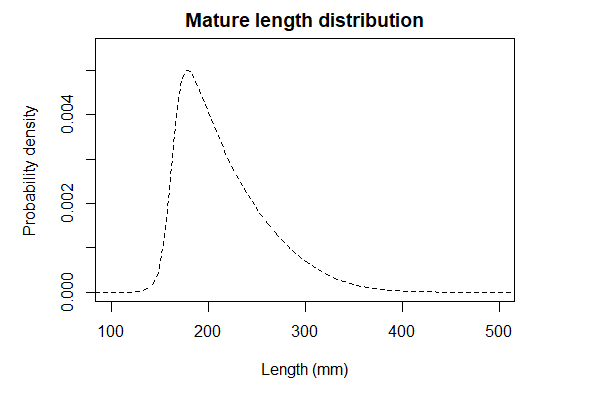 Mature length distribution
Probability density
0.004
0.002
0.000
100 200 300 400 500
Length (mm)